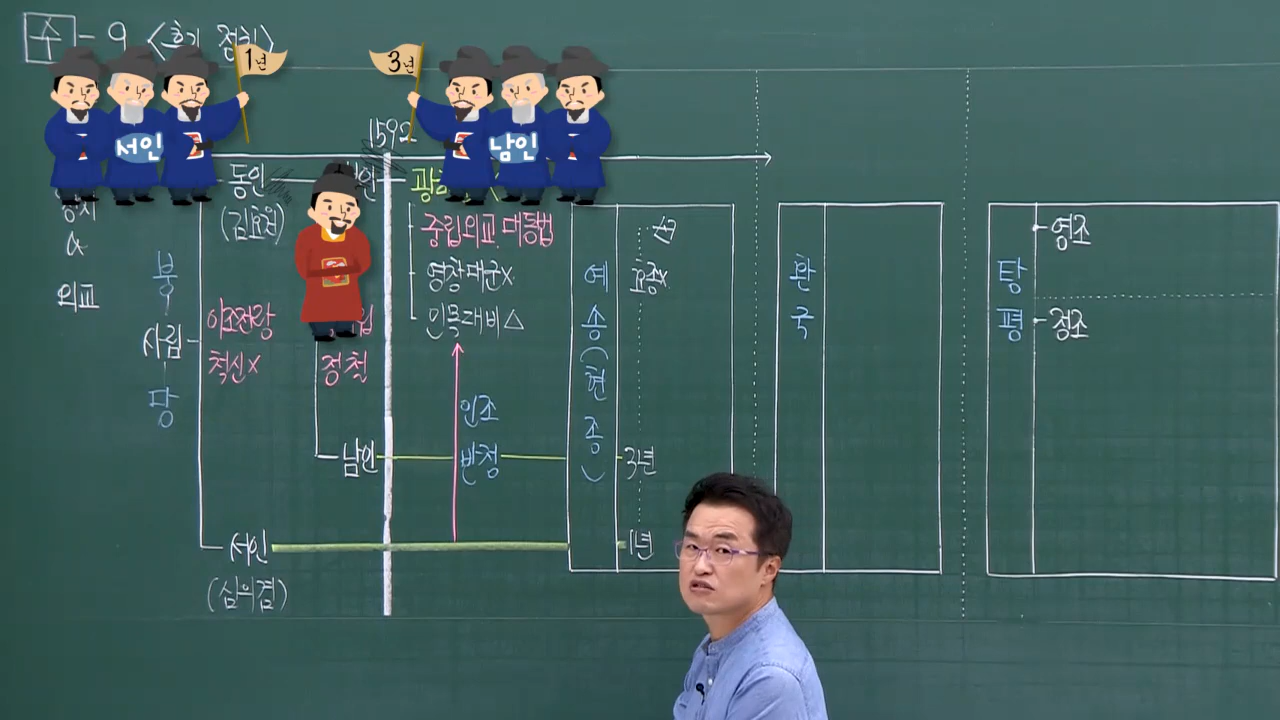 수 - 9 <후기 정치>
1년
3년
서인
남인
1592
동인
(김효원)
&
외교
붕
사림
당
이조전랑
척신x
정철
남인
서인
(심의겸)
중립외교, 대동법
영창대군x
인목대비△
인조
반정
예
송
(현
종)
효종x
3년
1년
환
국
탕
평
영조
정조